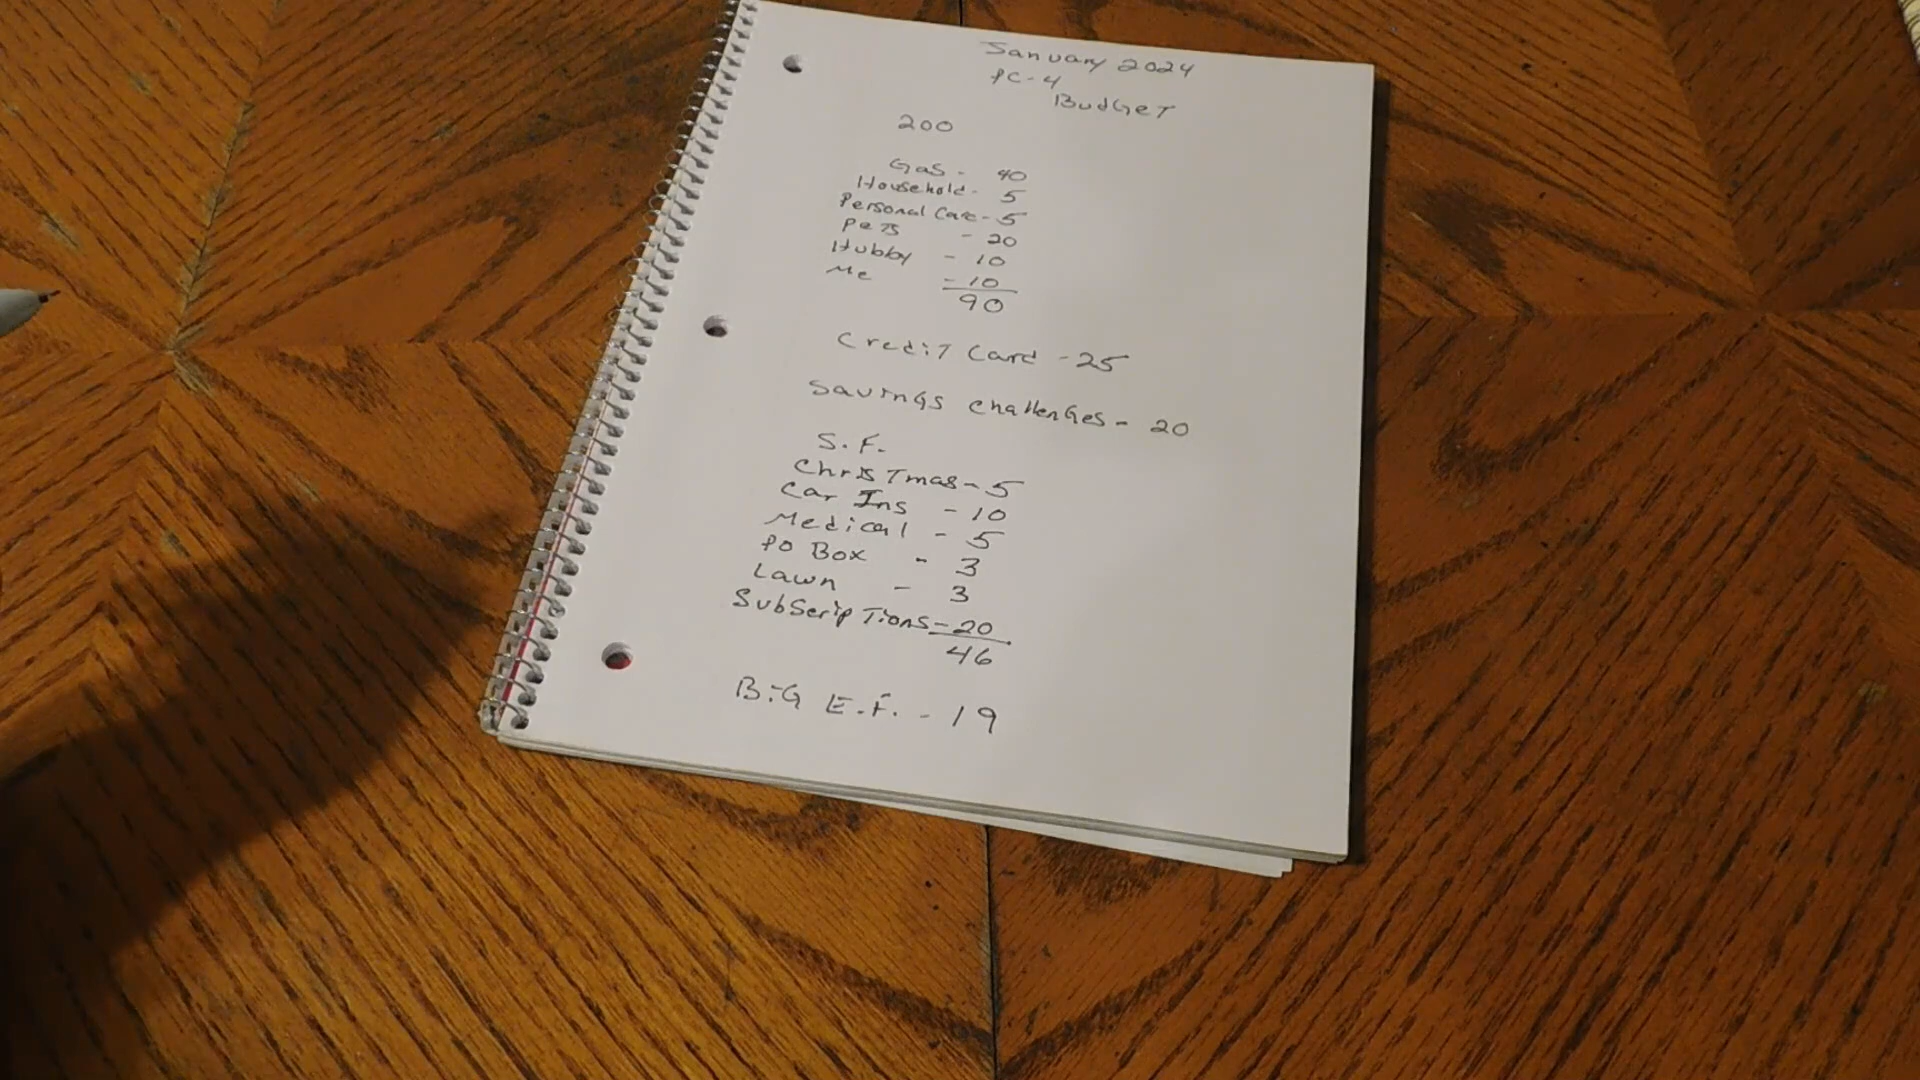 January 2024
PC-4
Budget
200
Gas - 40
Household - 5
Personal Care - 5
Pets - 20
Hubby - 10
Me - 10
90
Credit Card - 25
Savings Challenges - 20
S.F.
Christmas - 5
Car Ins - 10
Medical - 5
PO Box - 3
Lawn - 3
Subscriptions - 20
46
BiG E.F. - 19